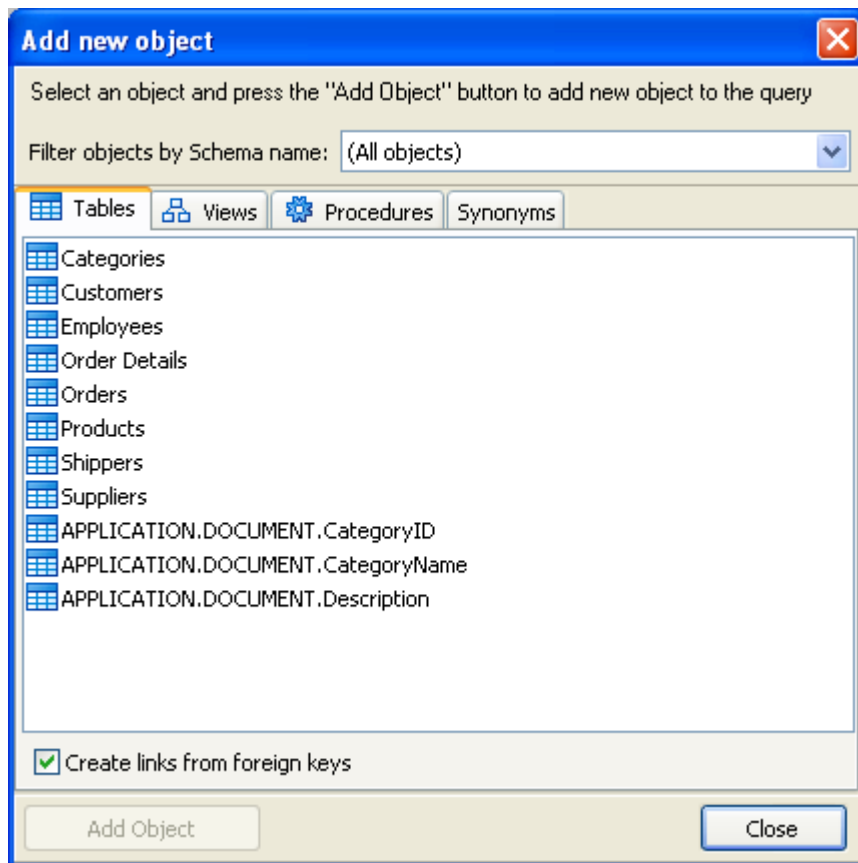 Add new object
Select an object and press the "Add Object" button to add new object to the query
Filter objects by Schema name: (All objects)
Tables Views Procedures Synonyms
Categories
Customers
Employees
Order Details
Orders
Products
Shippers
Suppliers
APPLICATION.DOCUMENT.CategoryID
APPLICATION.DOCUMENT.CategoryName
APPLICATION.DOCUMENT.Description
Create links from foreign keys
Add Object Close